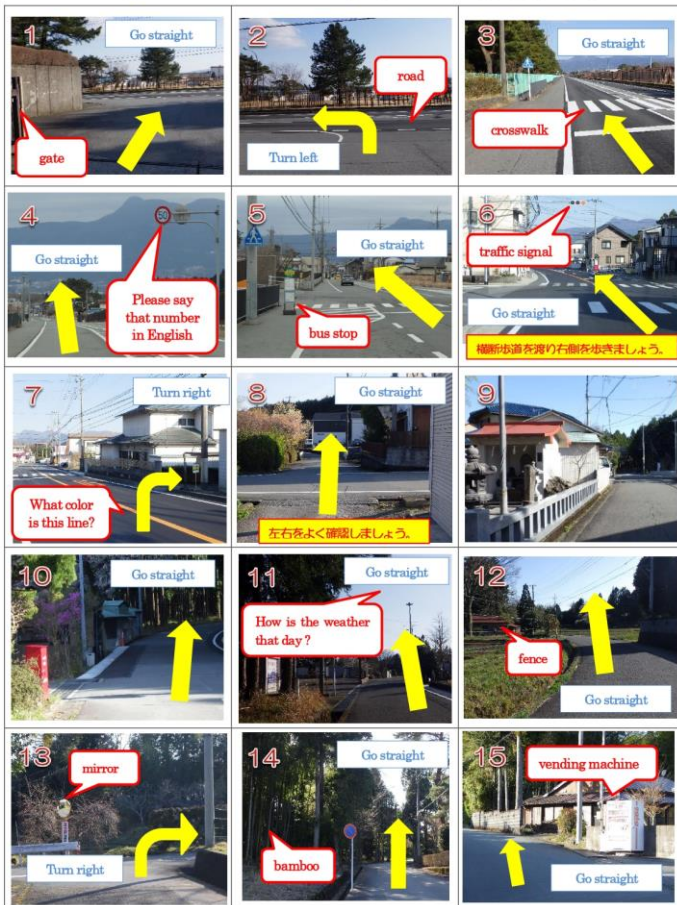 1
Go straight
gate
2
road
Turn left
3
Go straight
crosswalk
4
Go straight
Please say
that number
in English
5
Go straight
bus stop
6
traffic signal
Go straight
横断歩道を渡り右側を歩きましょう。
7
Turn right
What color
is this line?
8
Go straight
左右をよく確認しましょう。
9
10
Go straight
11
Go straight
How is the weather
that day?
12
fence
Go straight
13
mirror
Turn right
14
Go straight
bamboo
15
vending machine
Go straight